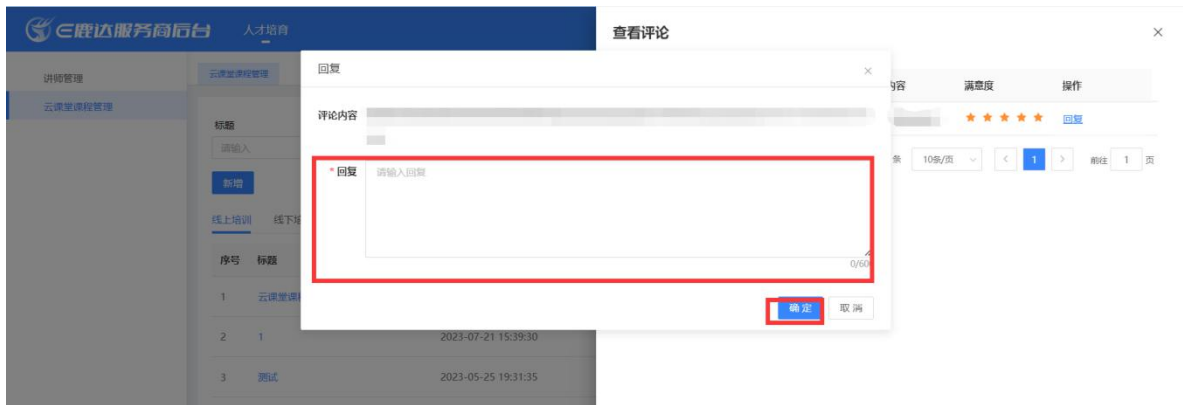 ∈鹿达服务商后台
人才培育
查看评论
讲师管理
云课堂课程管理
云课堂课程管理
标题
请输入
新增
线上培训 线下培
序号 标题
1 云课堂课
2 1 2023-07-21 15:39:30
3 测试 2023-05-25 19:31:35
回复
评论内容
* 回复 请输入回复
0/60
确定 取消
内容 满意度 操作
回复
条 10条/页 < 1 > 前往 1 页